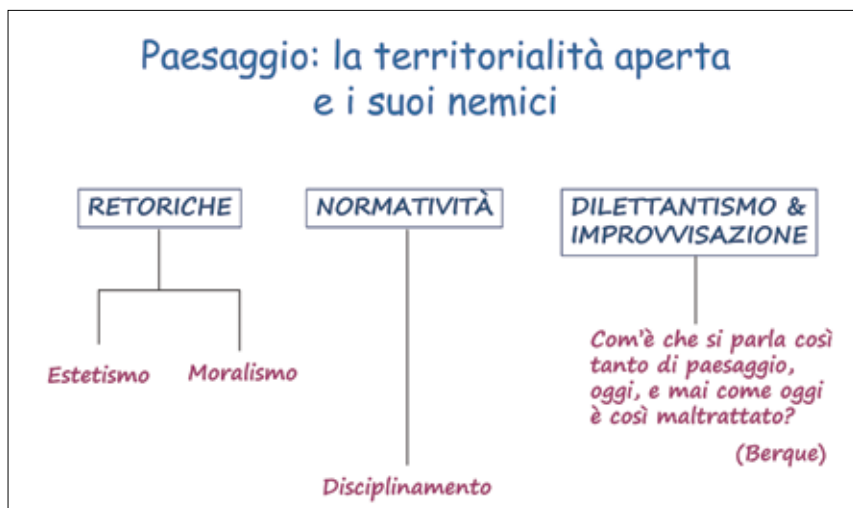 Paesaggio: la territorialità aperta
e i suoi nemici
RETORICHE
NORMATIVITÀ
DILETTANTISMO &
IMPROVVISAZIONE
Estetismo
Moralismo
Disciplinamento
Com'è che si parla così
tanto di paesaggio,
oggi, e mai come oggi
è così maltrattato?
(Berque)